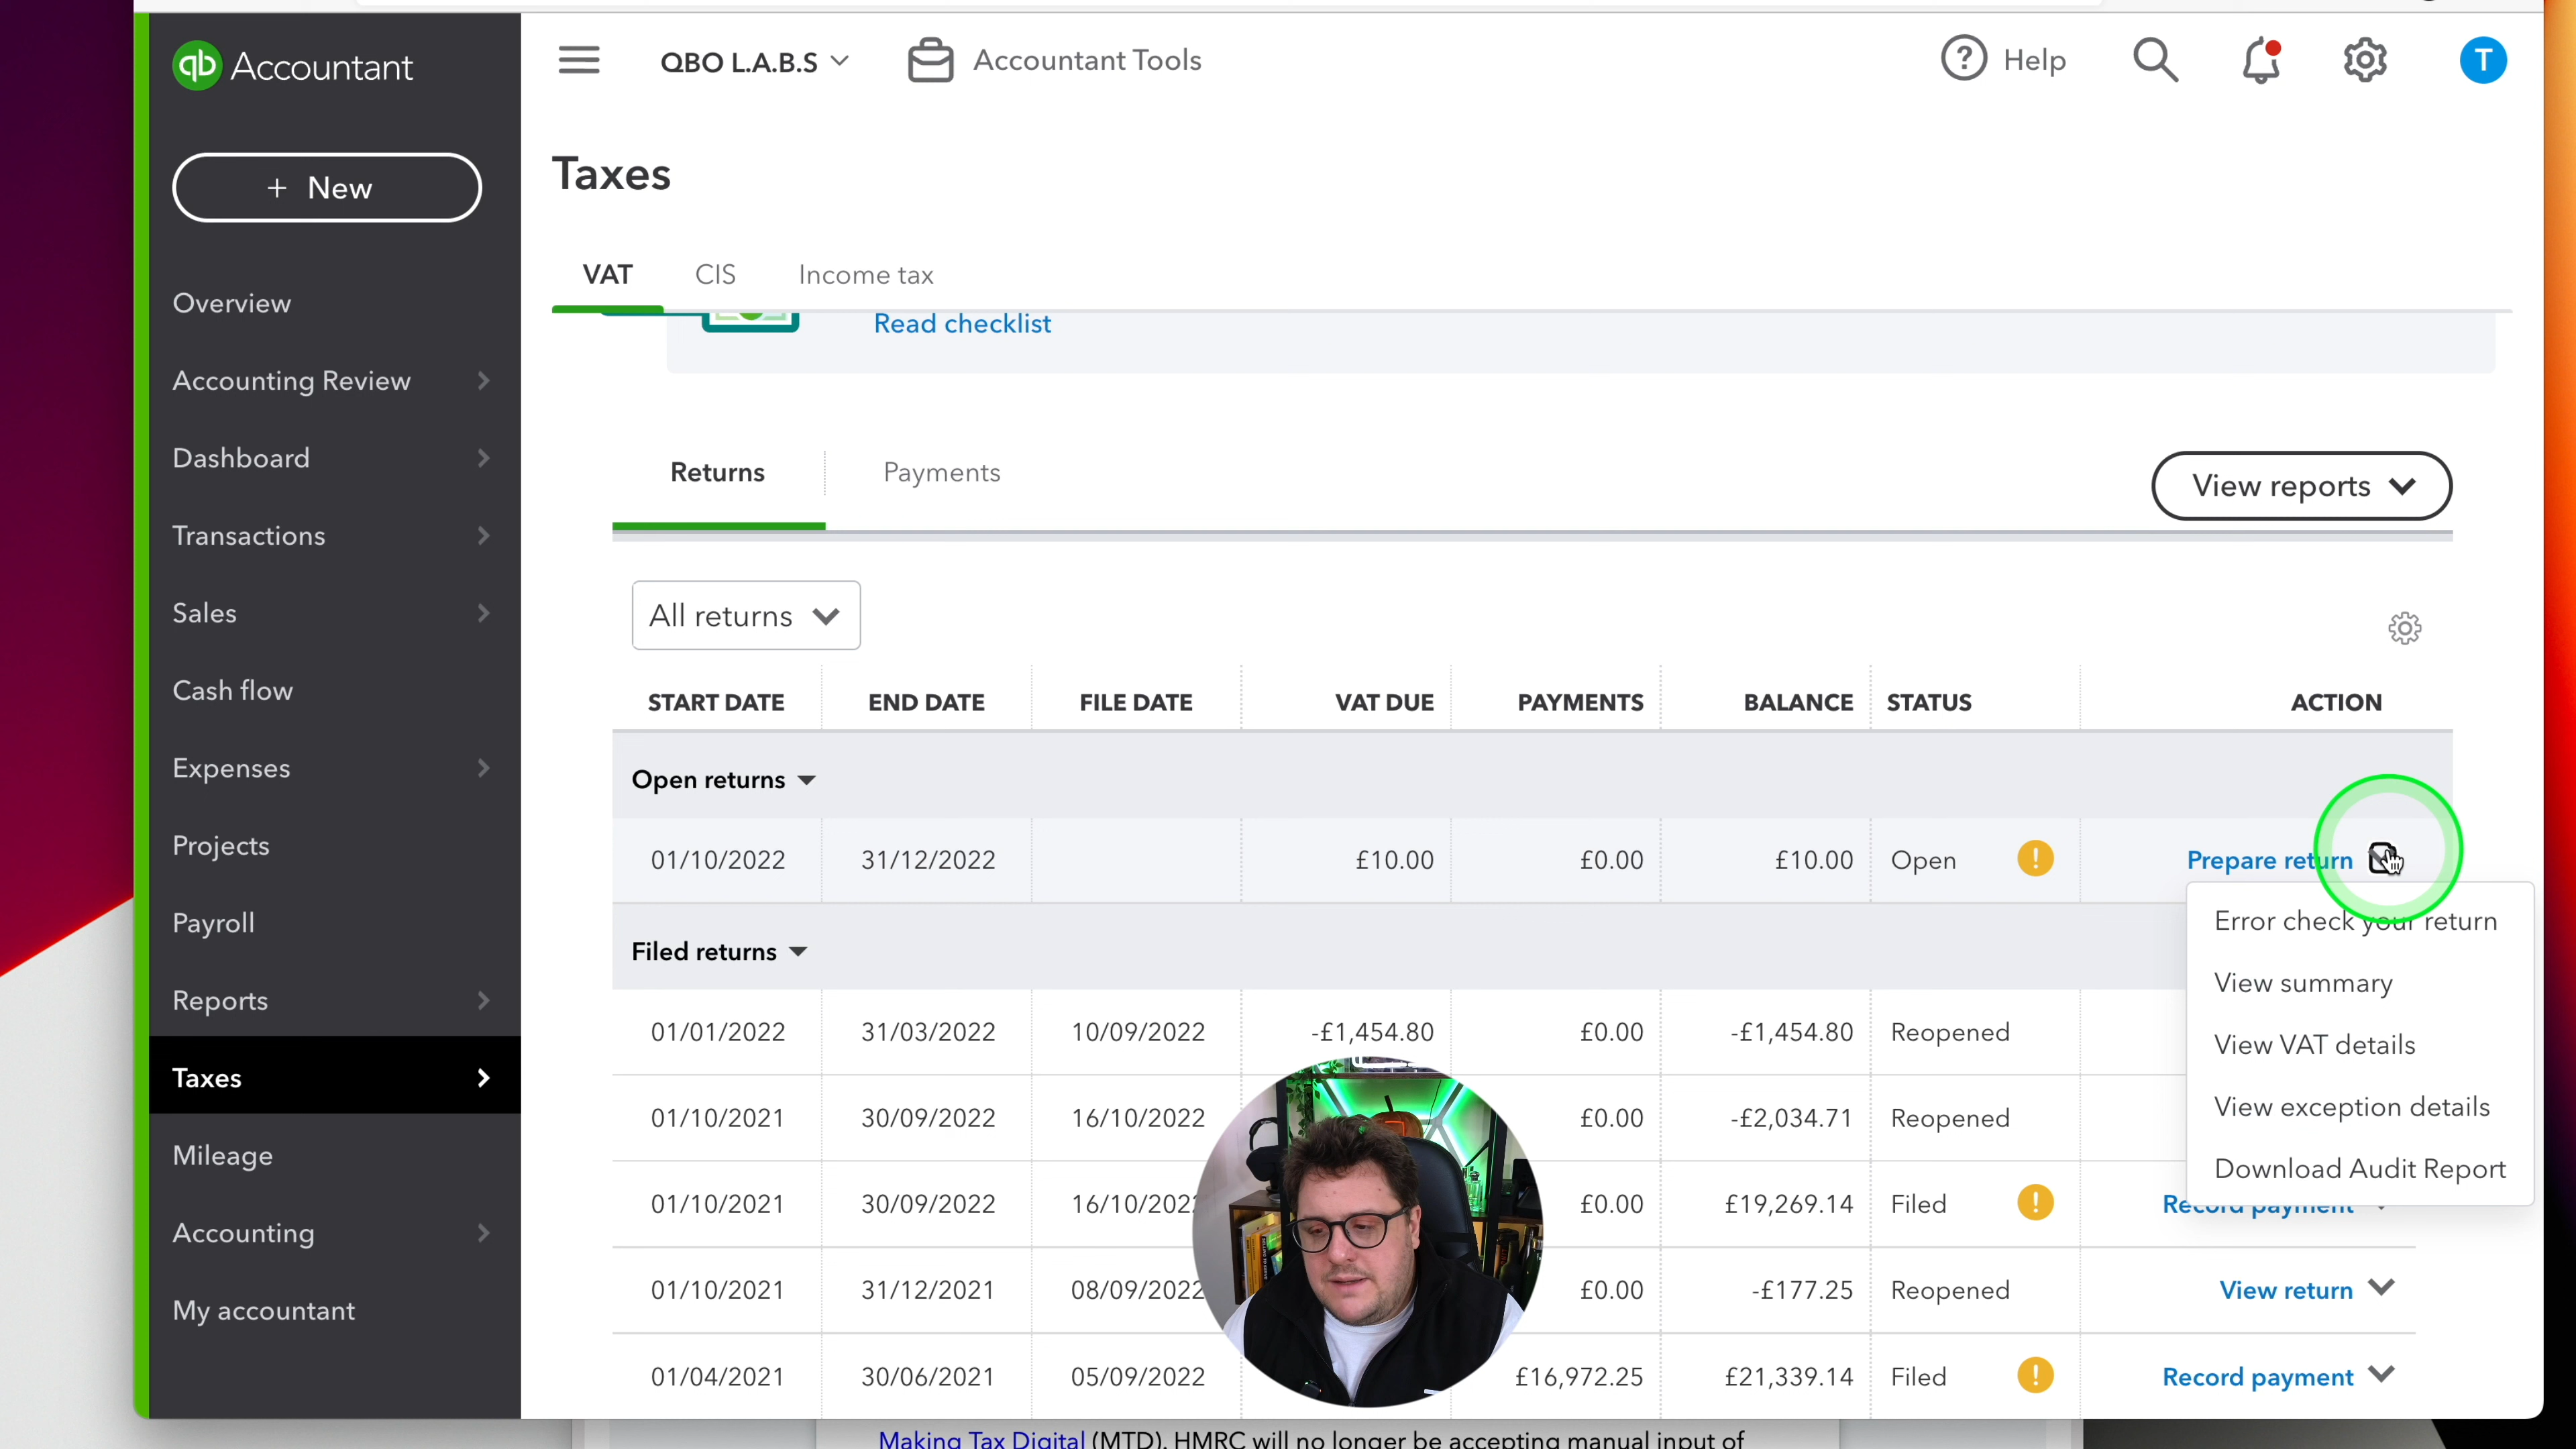 qb Accountant
QBO L.A.B.S
Accountant Tools
? Help
T
+ New
Taxes
VAT
CIS
Income tax
Overview
Read checklist
Accounting Review
Dashboard
Returns
Payments
View reports
Transactions
Sales
All returns
Cash flow
START DATE END DATE FILE DATE VAT DUE PAYMENTS BALANCE STATUS ACTION
Expenses
Open returns
Projects
01/10/2022 31/12/2022 £10.00 £0.00 £10.00 Open ! Prepare return
Payroll
Error check your return
Filed returns
View summary
Reports
01/01/2022 31/03/2022 10/09/2022 -£1,454.80 £0.00 -£1,454.80 Reopened
View VAT details
Taxes
01/10/2021 30/09/2022 16/10/2022 £0.00 -£2,034.71 Reopened
View exception details
Mileage
Download Audit Report
01/10/2021 30/09/2022 £0.00 £19,269.14 Filed ! Record payment
Accounting
01/10/2021 31/12/2021 08/09/2022 £0.00 -£177.25 Reopened View return
My accountant
01/04/2021 30/06/2021 05/09/2022 £16,972.25 £21,339.14 Filed ! Record payment
Making Tax Digital (MTD). HMRC will no longer be accepting manual input of